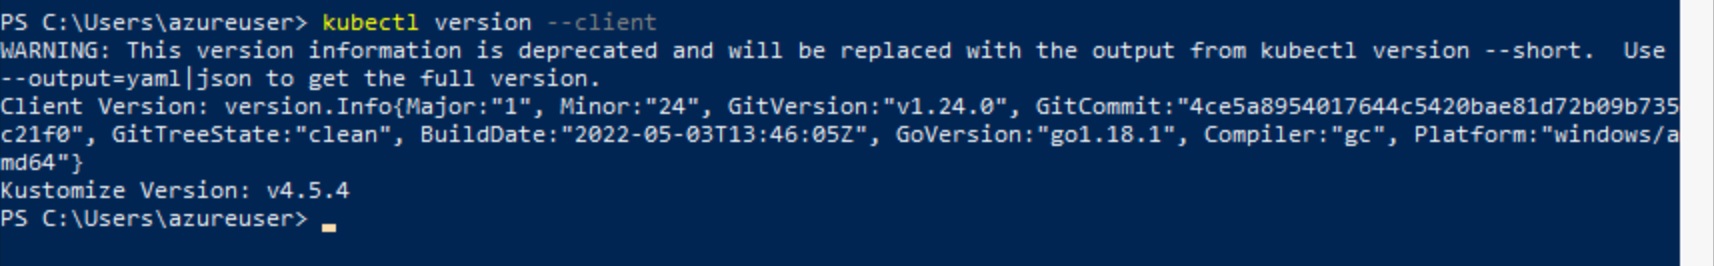 PS C:\Users\azureuser> kubectl version --client
WARNING: This version information is deprecated and will be replaced with the output from kubectl version --short.  Use
--output=yaml|json to get the full version.
Client Version: version.Info{Major:"1", Minor:"24", GitVersion:"v1.24.0", GitCommit:"4ce5a8954017644c5420bae81d72b09b735
c21f0", GitTreeState:"clean", BuildDate:"2022-05-03T13:46:05Z", GoVersion:"go1.18.1", Compiler:"gc", Platform:"windows/a
md64"}
Kustomize Version: v4.5.4
PS C:\Users\azureuser>